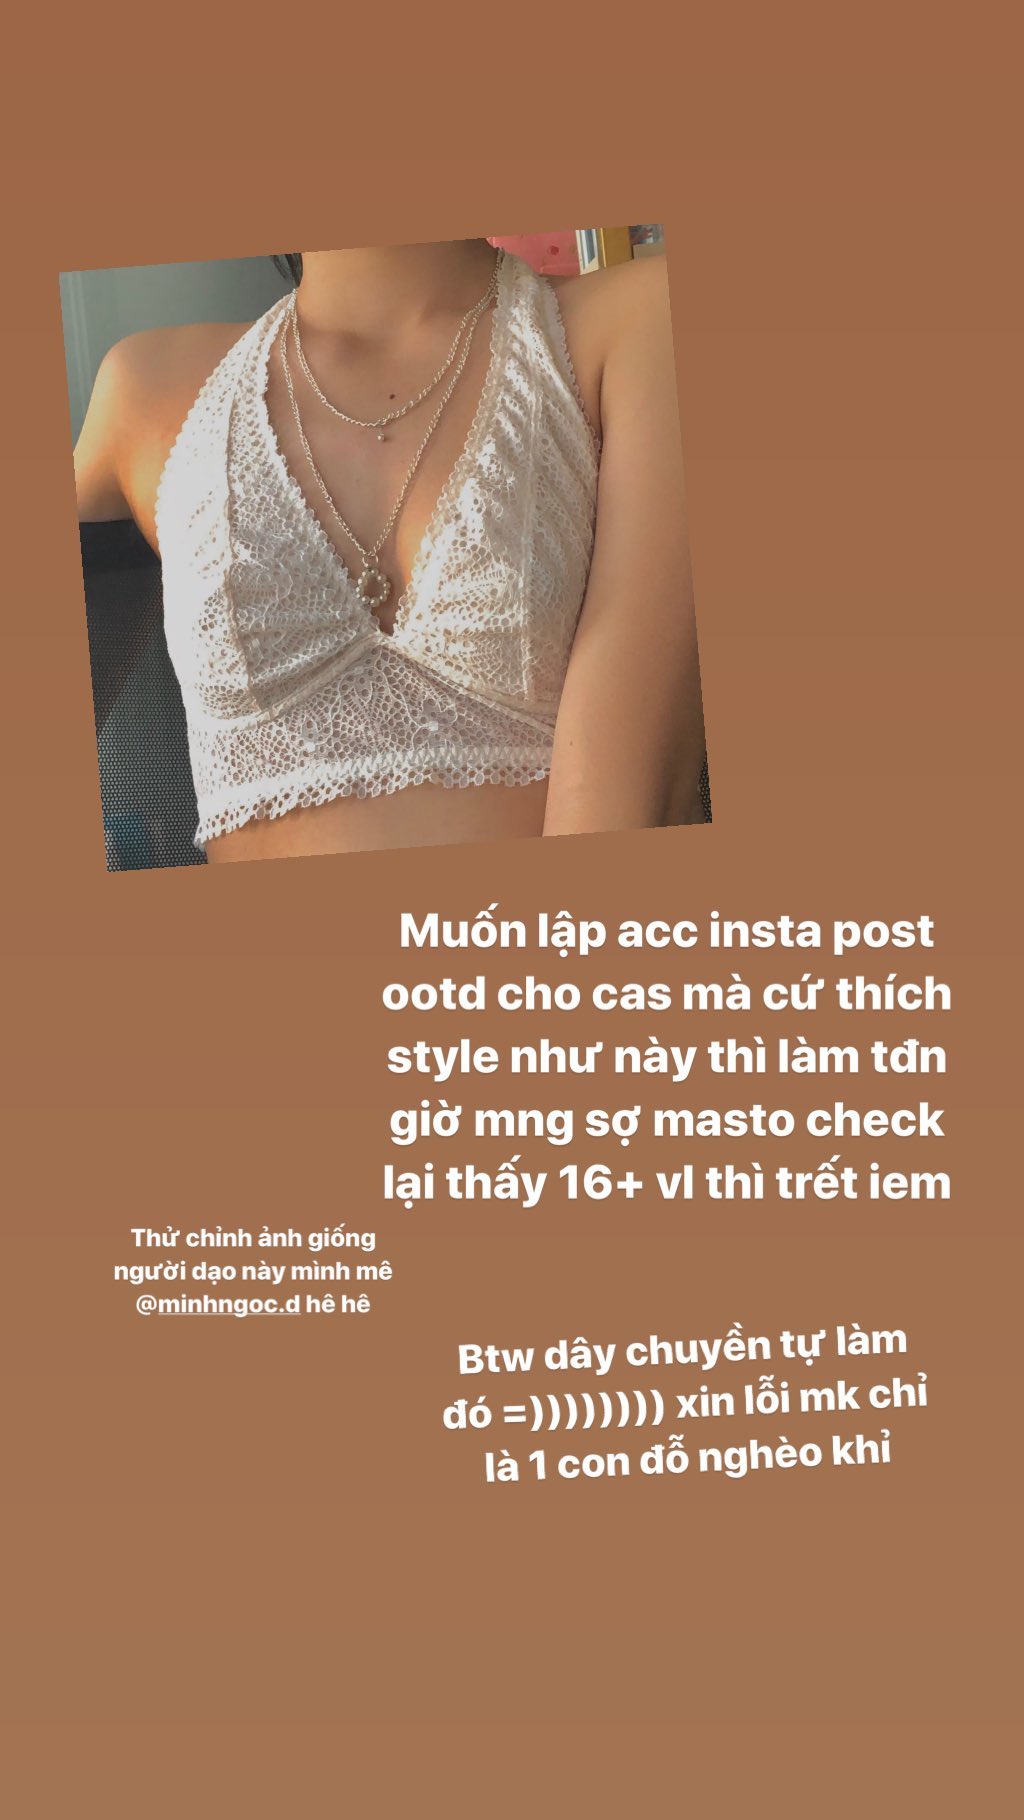 Muốn lập acc insta post
ootd cho cas mà cứ thích
style như này thì làm tđn
giờ mng sợ masto check
lại thấy 16+ vl thì trết iem
Thử chỉnh ảnh giống
người dạo này mình mê
@minhngoc.d hê hê
Btw dây chuyền tự làm
đó =)))))))) xin lỗi mk chỉ
là 1 con đỗ nghèo khỉ